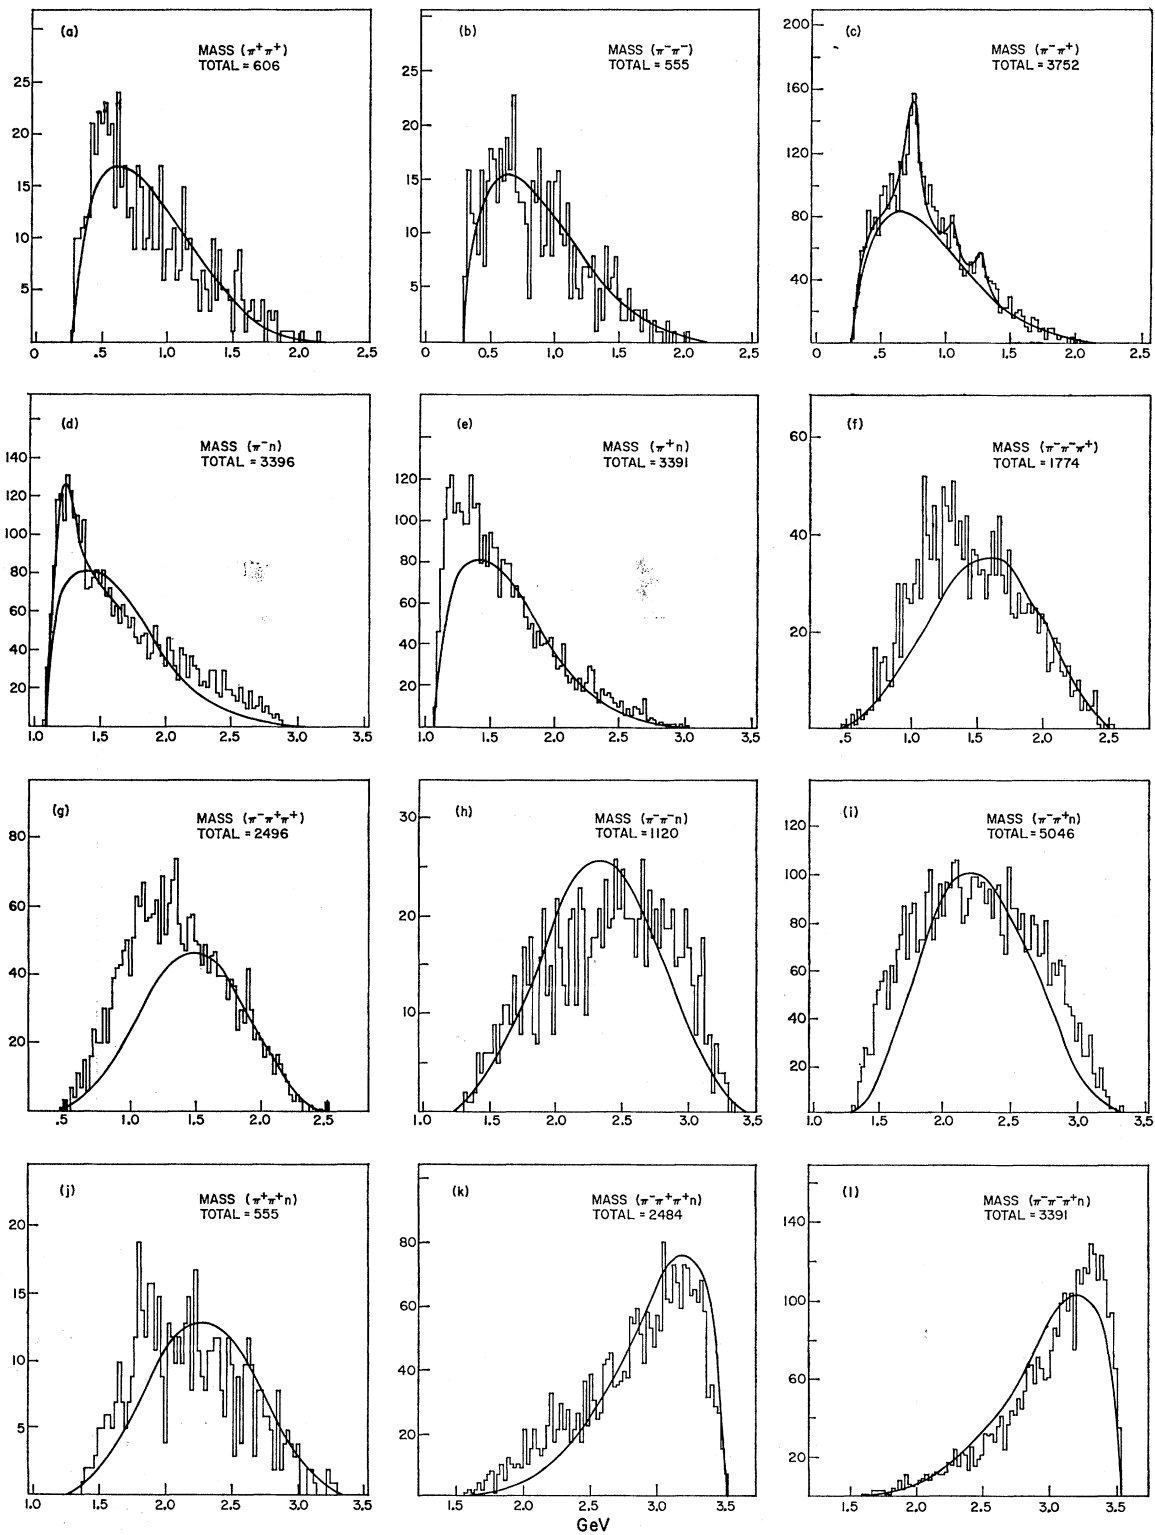 (a)
MASS (π⁺π⁺)
TOTAL = 606
25
20
15
10
5
0 .5 1.0 1.5 2.0 2.5
(b)
MASS (π⁻π⁻)
TOTAL = 555
25
20
15
10
5
0 0.5 1.0 1.5 2.0 2.5
(c)
MASS (π⁻π⁺)
TOTAL = 3752
200
160
120
80
40
0 .5 1.0 1.5 2.0 2.5
(d)
MASS (π⁻n)
TOTAL = 3396
140
120
100
80
60
40
20
1.0 1.5 2.0 2.5 3.0 3.5
(e)
MASS (π⁺n)
TOTAL = 3391
120
100
80
60
40
20
1.0 1.5 2.0 2.5 3.0 3.5
(f)
MASS (π⁻π⁻π⁺)
TOTAL = 1774
60
40
20
.5 1.0 1.5 2.0 2.5
(g)
MASS (π⁻π⁺π⁺)
TOTAL = 2496
80
60
40
20
.5 1.0 1.5 2.0 2.5
(h)
MASS (π⁻π⁻n)
TOTAL = 1120
30
20
10
1.0 1.5 2.0 2.5 3.0 3.5
(i)
MASS (π⁻π⁺n)
TOTAL = 5046
120
100
80
60
40
20
1.0 1.5 2.0 2.5 3.0 3.5
(j)
MASS (π⁺π⁺n)
TOTAL = 555
20
15
10
5
1.0 1.5 2.0 2.5 3.0 3.5
(k)
MASS (π⁻π⁺π⁺n)
TOTAL = 2484
80
60
40
20
1.5 2.0 2.5 3.0 3.5
(l)
MASS (π⁻π⁻π⁺n)
TOTAL = 3391
140
100
60
20
1.5 2.0 2.5 3.0 3.5
GeV